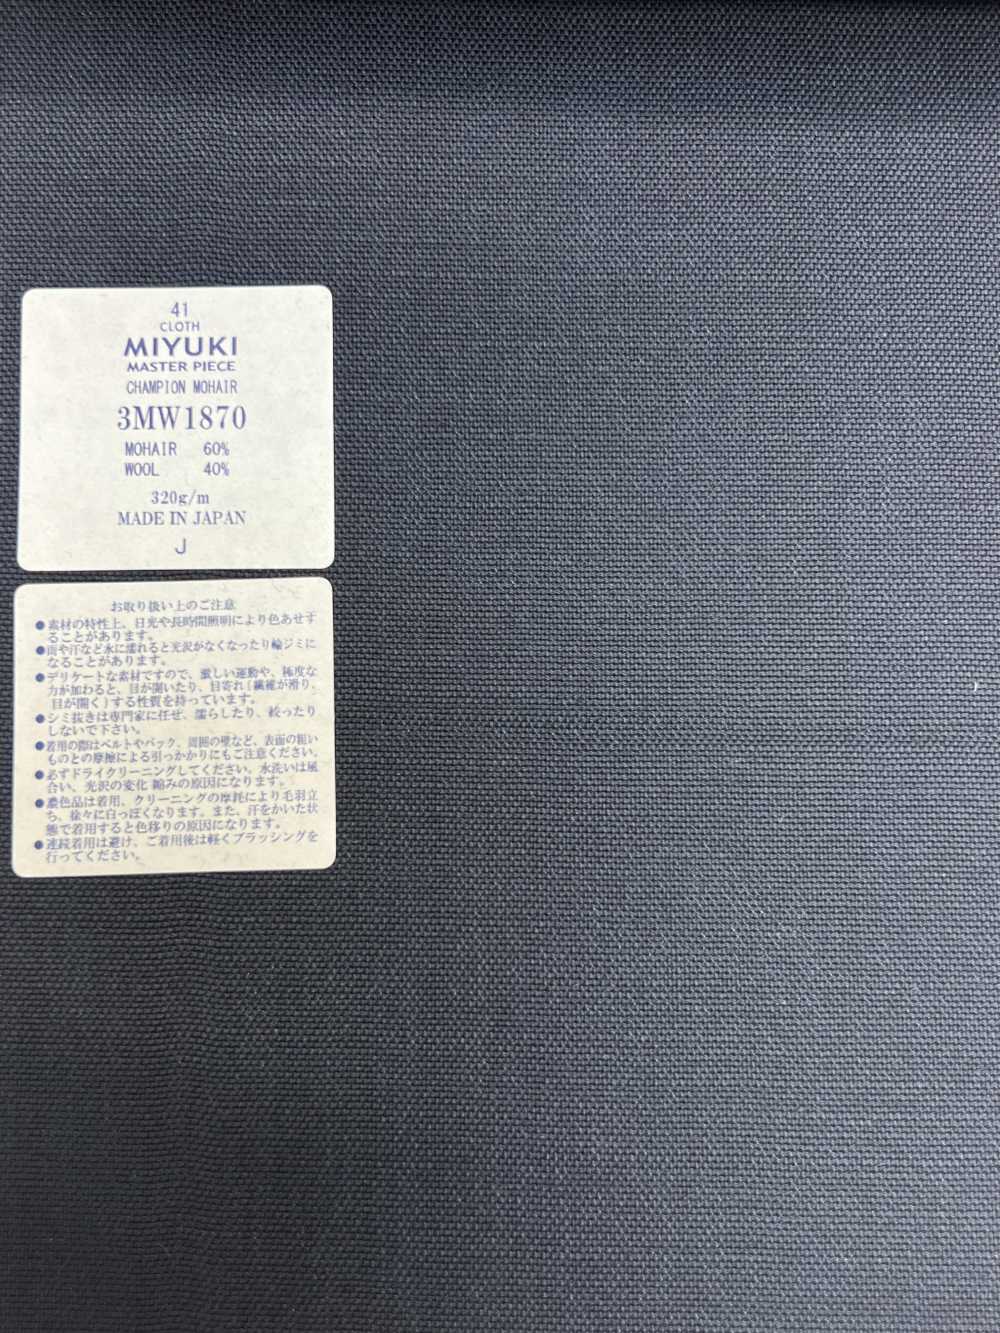 41
CLOTH
MIYUKI
MASTER PIECE
CHAMPION MOHAIR
3MW1870
MOHAIR 60%
WOOL 40%
320g/m
MADE IN JAPAN
J
お取り扱い上のご注意
●素材の特性上、日光や長時間照明により色あせす
ることがあります。
●雨や汗など水に濡れると光沢がなくなったり輪ジミに
なることがあります。
●デリケートな素材ですので、激しい運動や、極度な
力が加わると、目が開いたり、目寄れ(繊維が滑り、
目が開く)する性質を持っています。
●シミ抜きは専門家に任せ、濡らしたり、絞ったり
しないで下さい。
●着用の際はベルトやバック、周囲の壁など、表面の粗い
ものとの摩擦による引っかかりにもご注意ください。
●必ずドライクリーニングしてください。水洗いは風
合い、光沢の変化 縮みの原因になります。
●濃色品は着用、クリーニングの摩耗により毛羽立
ち、徐々に白っぽくなります。また、汗をかいた状
態で着用すると色移りの原因になります。
●連続着用は避け、ご着用後は軽くブラッシングを
行ってください。